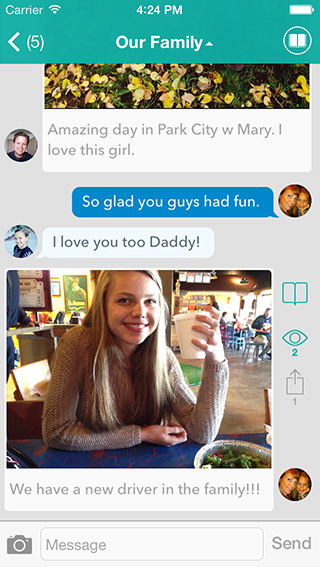 Carrier 4:24 PM
(5) Our Family
Amazing day in Park City w Mary. I
love this girl.
So glad you guys had fun.
I love you too Daddy!
2
1
We have a new driver in the family!!!
Message Send